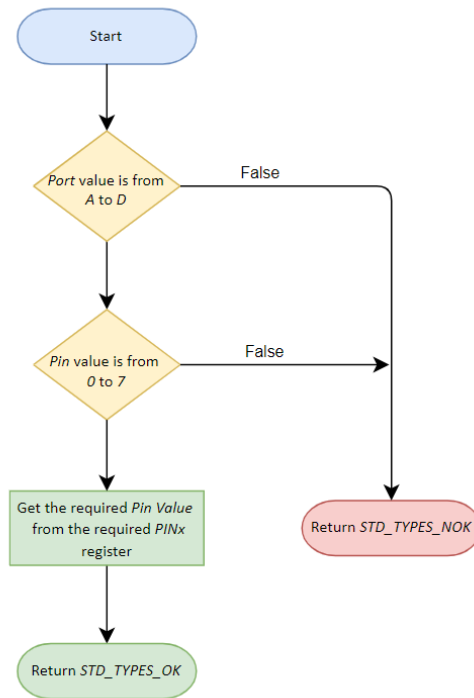 Start
Port value is from
A to D
False
Pin value is from
0 to 7
False
Get the required Pin Value
from the required PINx
register
Return STD_TYPES_NOK
Return STD_TYPES_OK